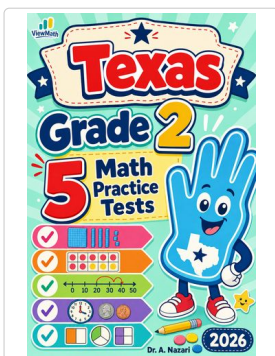 ViewMath
Texas
Grade 2
5 Math
Practice
Tests
0 10 20 30 40 50
Dr. A. Nazari
2026